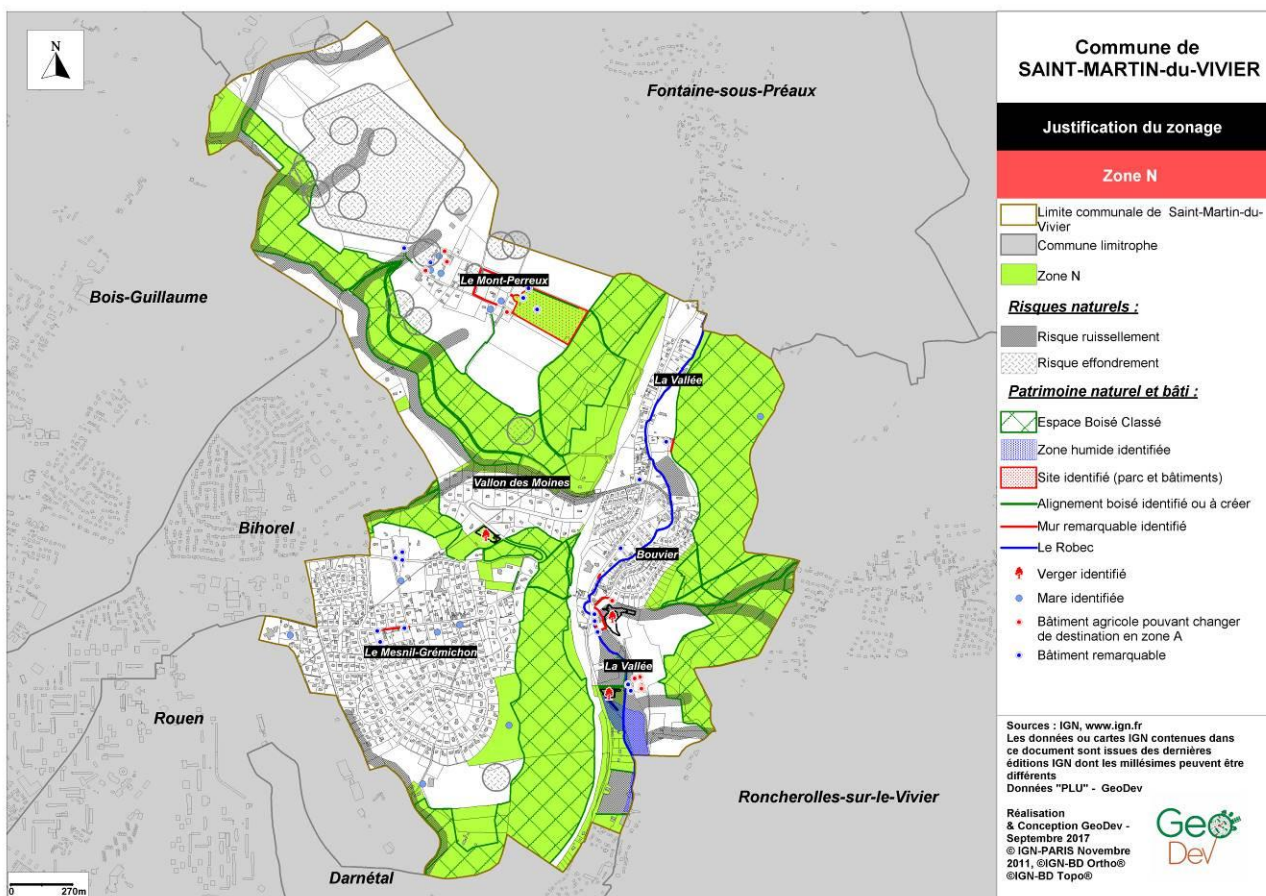 N
Fontaine-sous-Préaux
Le Mont-Perreux
Bois-Guillaume
La Vallée
Vallon des Moines
Bihorel
Bouvier
Le Mesnil-Grémichon
La Vallée
Rouen
Roncherolles-sur-le-Vivier
Darnétal
0 270m
Commune de
SAINT-MARTIN-du-VIVIER
Justification du zonage
Zone N
Limite communale de Saint-Martin-du-
Vivier
Commune limitrophe
Zone N
Risques naturels :
Risque ruissellement
Risque effondrement
Patrimoine naturel et bâti :
Espace Boisé Classé
Zone humide identifiée
Site identifié (parc et bâtiments)
Alignement boisé identifié ou à créer
Mur remarquable identifié
Le Robec
Verger identifié
Mare identifiée
Bâtiment agricole pouvant changer
de destination en zone A
Bâtiment remarquable
Sources : IGN, www.ign.fr
Les données ou cartes IGN contenues dans
ce document sont issues des dernières
éditions IGN dont les millésimes peuvent être
différents
Données "PLU" - GeoDev
Réalisation
& Conception GeoDev -
Septembre 2017
© IGN-PARIS Novembre
2011, ©IGN-BD Ortho®
©IGN-BD Topo®
Geo
Dev